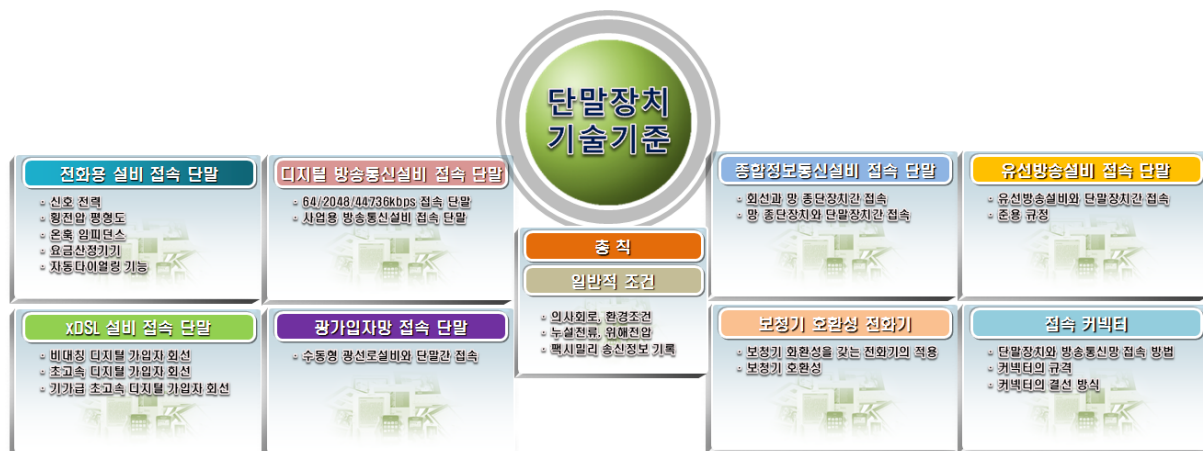 단말장치
기술기준
전화용 설비 접속 단말
- 신호 전력
- 횡전압 평형도
- 온훅 임피던스
- 요금산정기기
- 자동다이얼링 기능
디지털 방송통신설비 접속 단말
- 64/2048/44736kbps 접속 단말
- 사업용 방송통신설비 접속 단말
xDSL 설비 접속 단말
- 비대칭 디지털 가입자 회선
- 초고속 디지털 가입자 회선
- 기가급 초고속 디지털 가입자 회선
광가입자망 접속 단말
- 수동형 광선로설비와 단말간 접속
총 칙
일반적 조건
- 의사회로, 환경조건
- 누설전류, 위해전압
- 팩시밀리 송신정보 기록
종합정보통신설비 접속 단말
- 회선과 망 종단장치간 접속
- 망 종단장치와 단말장치간 접속
유선방송설비 접속 단말
- 유선방송설비와 단말장치간 접속
- 준용 규정
보청기 호환성 전화기
- 보청기 화환성을 갖는 전화기의 적용
- 보청기 호환성
접속 커넥터
- 단말장치와 방송통신망 접속 방법
- 커넥터의 규격
- 커넥터의 결선 방식